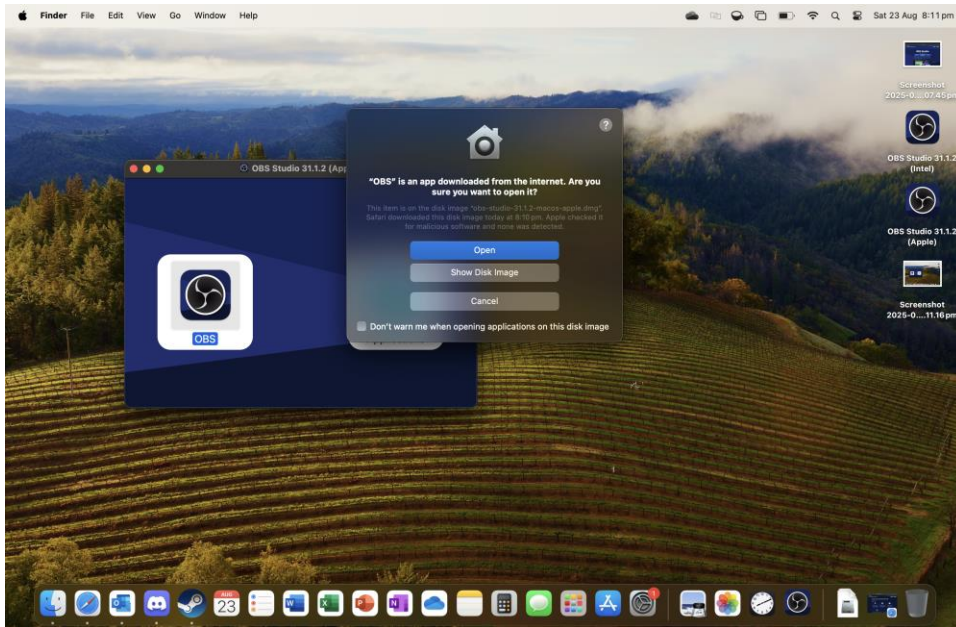 Finder File Edit View Go Window Help
Sat 23 Aug 8:11 pm
Screenshot
2025-0....07.45 pm
OBS Studio 31.1.2
(Intel)
OBS Studio 31.1.2
(Apple)
Screenshot
2025-0....11.16 pm
OBS Studio 31.1.2 (App
OBS
?
"OBS" is an app downloaded from the internet. Are you
sure you want to open it?
This item is on the disk image "obs-studio-31.1.2-macos-apple.dmg".
Safari downloaded this disk image today at 8:10 pm. Apple checked it
for malicious software and none was detected.
Open
Show Disk Image
Cancel
Don't warn me when opening applications on this disk image
AUG
23
1